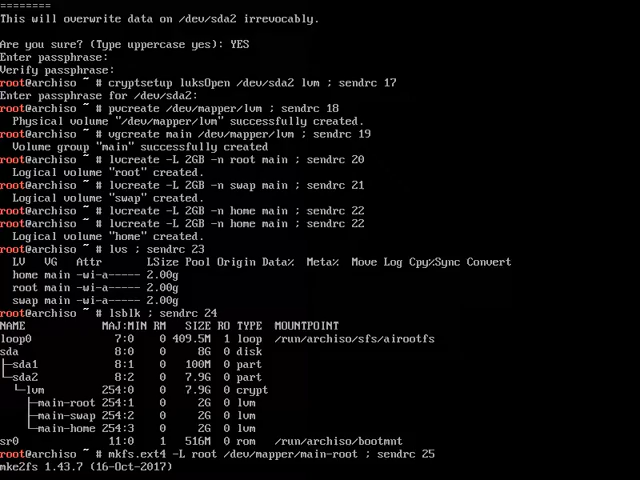 ========
This will overwrite data on /dev/sda2 irrevocably.
Are you sure? (Type uppercase yes): YES
Enter passphrase:
Verify passphrase:
root@archiso ~ # cryptsetup luksOpen /dev/sda2 lvm ; sendrc 17
Enter passphrase for /dev/sda2:
root@archiso ~ # pvcreate /dev/mapper/lvm ; sendrc 18
  Physical volume "/dev/mapper/lvm" successfully created.
root@archiso ~ # vgcreate main /dev/mapper/lvm ; sendrc 19
  Volume group "main" successfully created
root@archiso ~ # lvcreate -L 2GB -n root main ; sendrc 20
  Logical volume "root" created.
root@archiso ~ # lvcreate -L 2GB -n swap main ; sendrc 21
  Logical volume "swap" created.
root@archiso ~ # lvcreate -L 2GB -n home main ; sendrc 22
root@archiso ~ # lvcreate -L 2GB -n home main ; sendrc 22
  Logical volume "home" created.
root@archiso ~ # lvs ; sendrc 23
  LV   VG   Attr       LSize Pool Origin Data%  Meta%  Move Log Cpy%Sync Convert
  home main -wi-a----- 2.00g
  root main -wi-a----- 2.00g
  swap main -wi-a----- 2.00g
root@archiso ~ # lsblk ; sendrc 24
NAME            MAJ:MIN RM   SIZE RO TYPE  MOUNTPOINT
loop0             7:0    0 409.5M  1 loop  /run/archiso/sfs/airootfs
sda               8:0    0     8G  0 disk
├─sda1            8:1    0   100M  0 part
└─sda2            8:2    0   7.9G  0 part
  └─lvm         254:0    0   7.9G  0 crypt
    ├─main-root 254:1    0     2G  0 lvm
    ├─main-swap 254:2    0     2G  0 lvm
    └─main-home 254:3    0     2G  0 lvm
sr0              11:0    1   516M  0 rom   /run/archiso/bootmnt
root@archiso ~ # mkfs.ext4 -L root /dev/mapper/main-root ; sendrc 25
mke2fs 1.43.7 (16-Oct-2017)